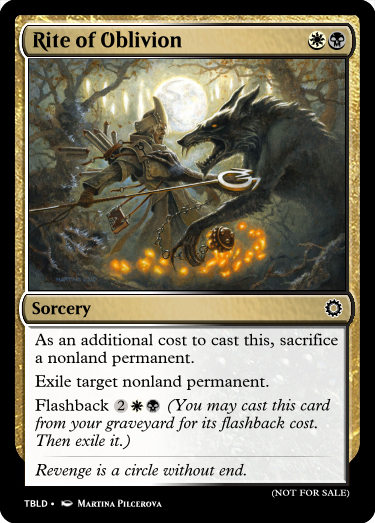 Rite of Oblivion
Sorcery
As an additional cost to cast this, sacrifice
a nonland permanent.
Exile target nonland permanent.
Flashback 2 (You may cast this card
from your graveyard for its flashback cost.
Then exile it.)
Revenge is a circle without end.
(NOT FOR SALE)
TBLD • Martina Pilcerova